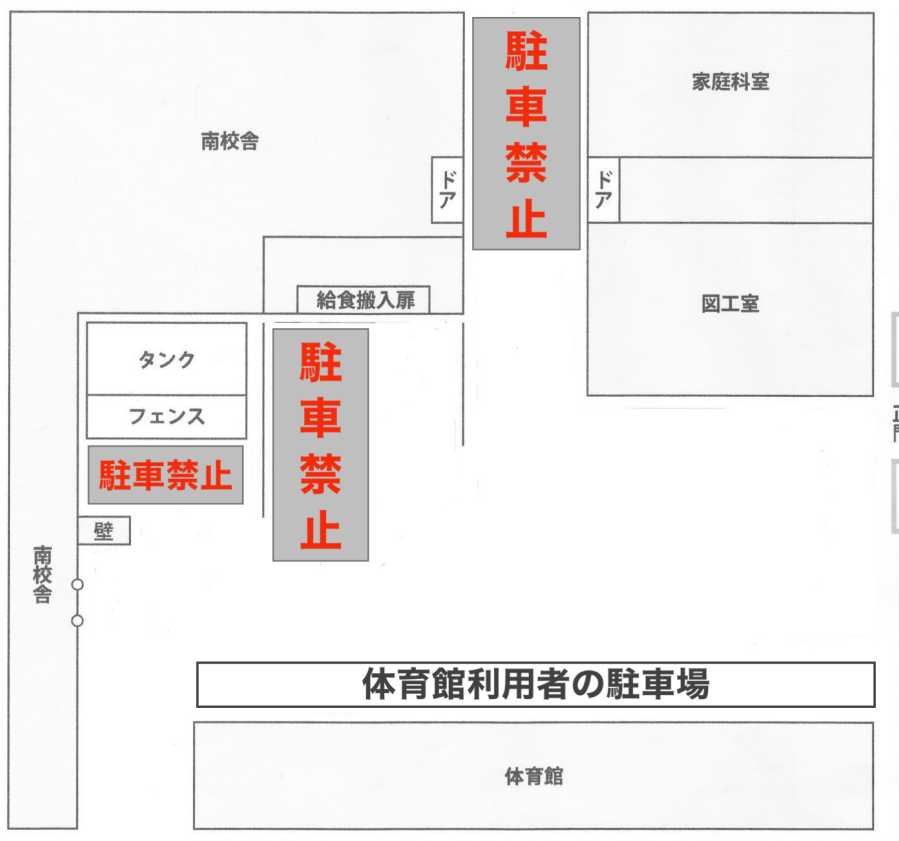 駐車禁止
家庭科室
南校舎
ドア
ドア
給食搬入扉
図工室
タンク
フェンス
駐車禁止
駐車禁止
壁
正門
南校舎
体育館利用者の駐車場
体育館